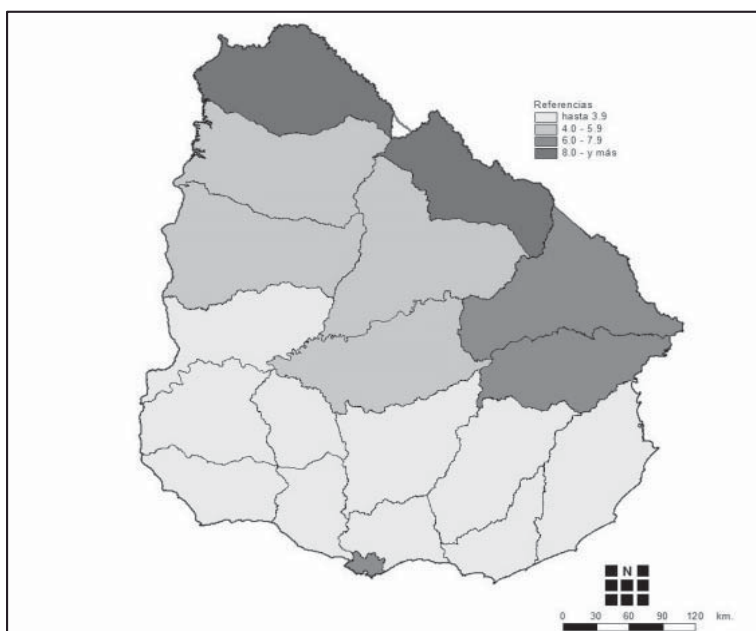 Referencias
hasta 3.9
4.0 - 5.9
6.0 - 7.9
8.0 - y más
N
0 30 60 90 120 km.